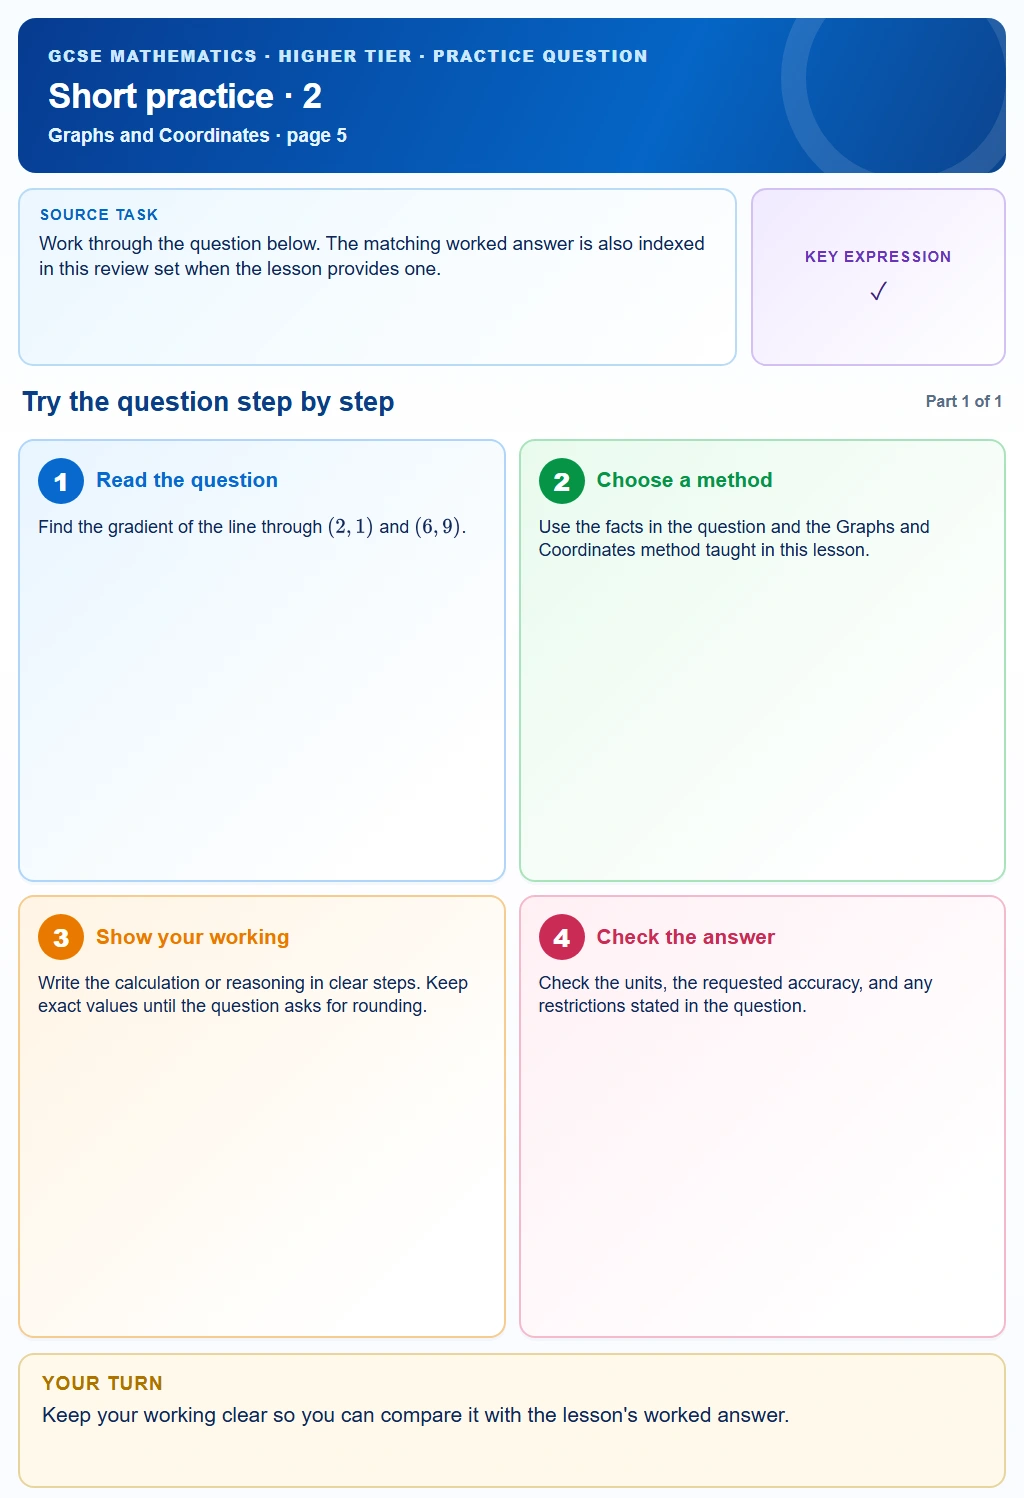 GCSE MATHEMATICS · HIGHER TIER · PRACTICE QUESTION
Short practice · 2
Graphs and Coordinates · page 5
SOURCE TASK
Work through the question below. The matching worked answer is also indexed
in this review set when the lesson provides one.
KEY EXPRESSION
✓
Try the question step by step
Part 1 of 1
1 Read the question
Find the gradient of the line through (2, 1) and (6, 9).
2 Choose a method
Use the facts in the question and the Graphs and
Coordinates method taught in this lesson.
3 Show your working
Write the calculation or reasoning in clear steps. Keep
exact values until the question asks for rounding.
4 Check the answer
Check the units, the requested accuracy, and any
restrictions stated in the question.
YOUR TURN
Keep your working clear so you can compare it with the lesson's worked answer.